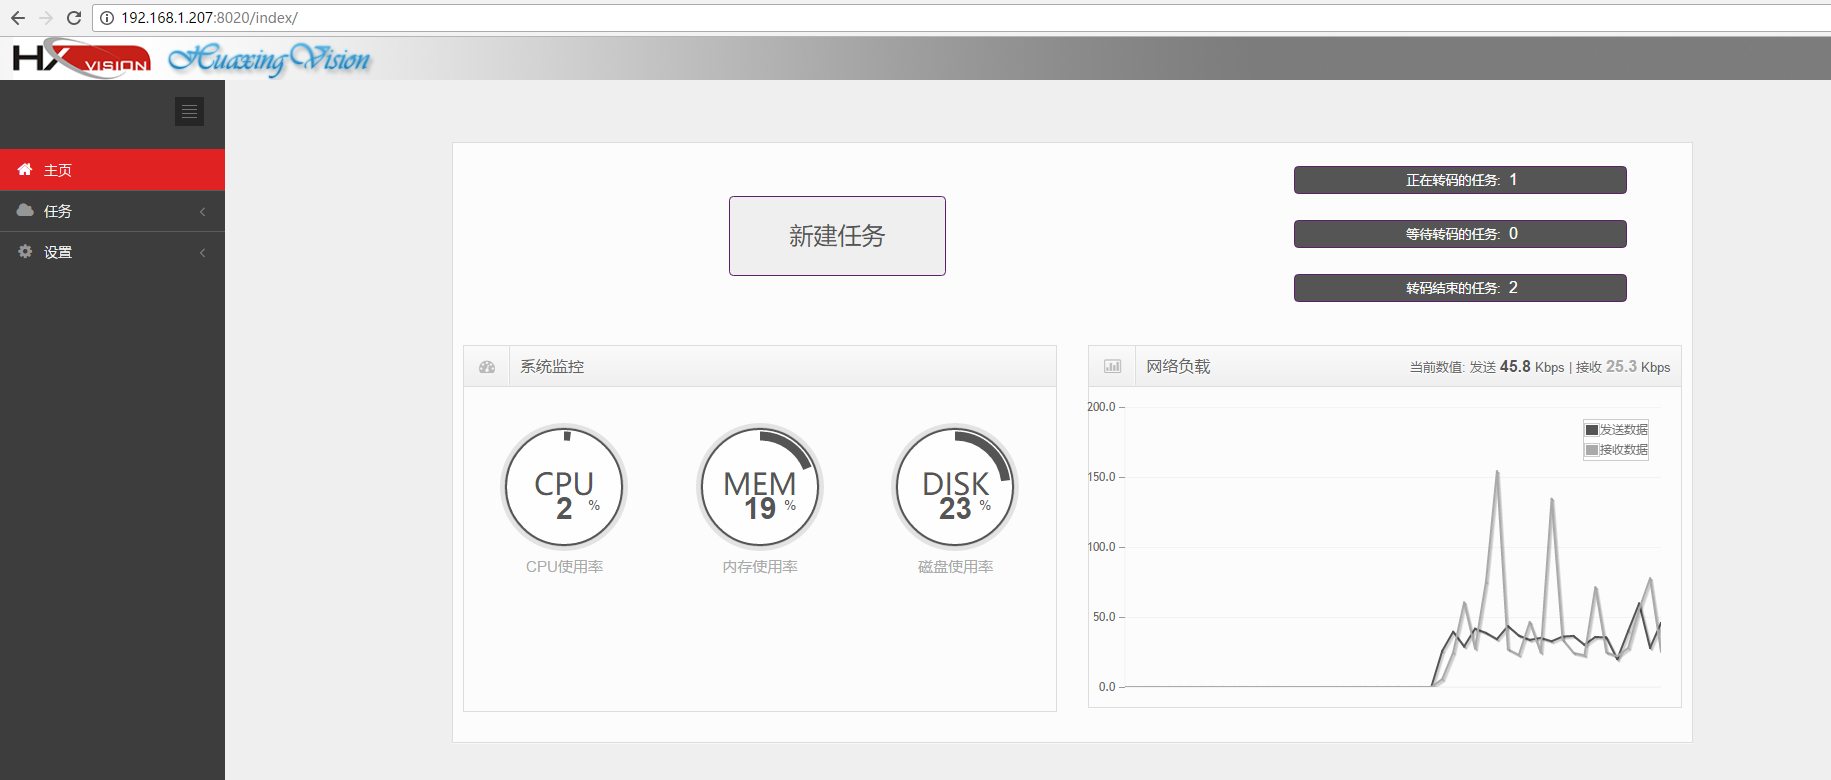 192.168.1.207:8020/index/
HX VISION HuaxingVision
主页
任务
设置
新建任务
正在转码的任务: 1
等待转码的任务: 0
转码结束的任务: 2
系统监控
CPU
2 %
CPU使用率
MEM
19 %
内存使用率
DISK
23 %
磁盘使用率
网络负载
当前数值: 发送 45.8 Kbps | 接收 25.3 Kbps
200.0
150.0
100.0
50.0
0.0
发送数据
接收数据